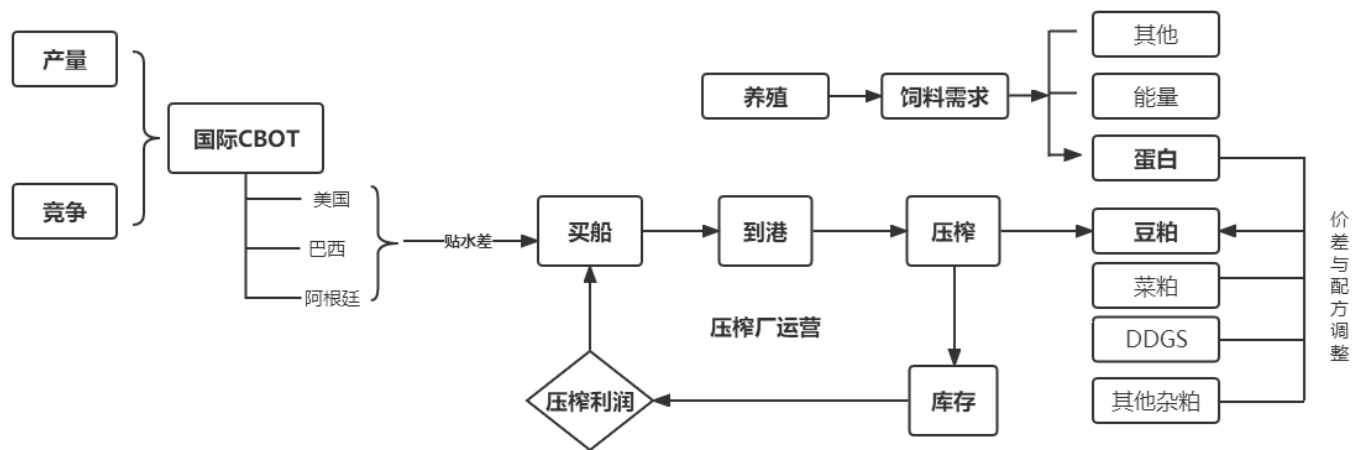 产量
竞争
国际CBOT
美国
巴西
阿根廷
贴水差
买船
到港
压榨
豆粕
压榨厂运营
压榨利润
库存
养殖
饲料需求
其他
能量
蛋白
菜粕
DDGS
其他杂粕
价差与配方调整